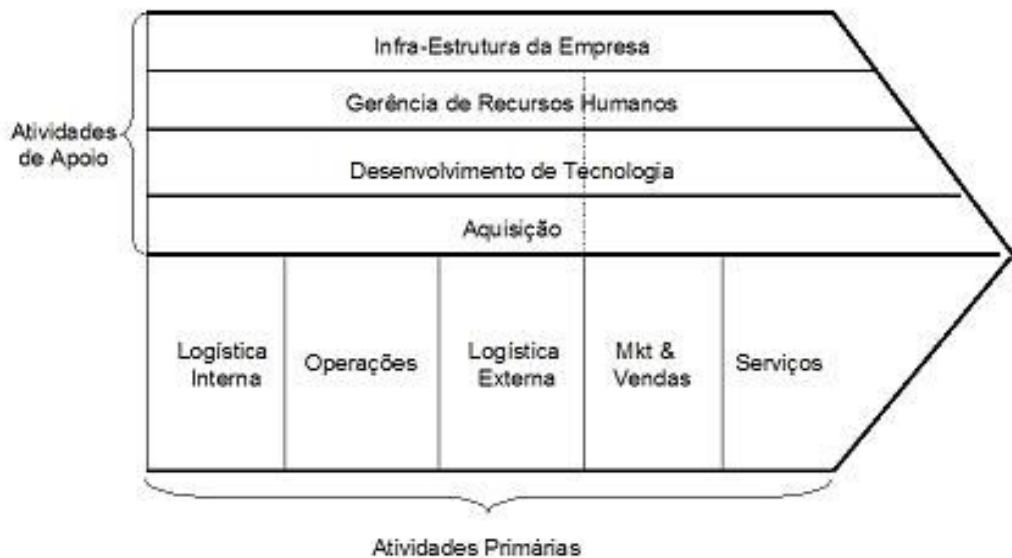 Infra-Estrutura da Empresa
Gerência de Recursos Humanos
Atividades
de Apoio
Desenvolvimento de Tecnologia
Aquisição
Logística
Interna
Operações
Logística
Externa
Mkt &
Vendas
Serviços
Atividades Primárias